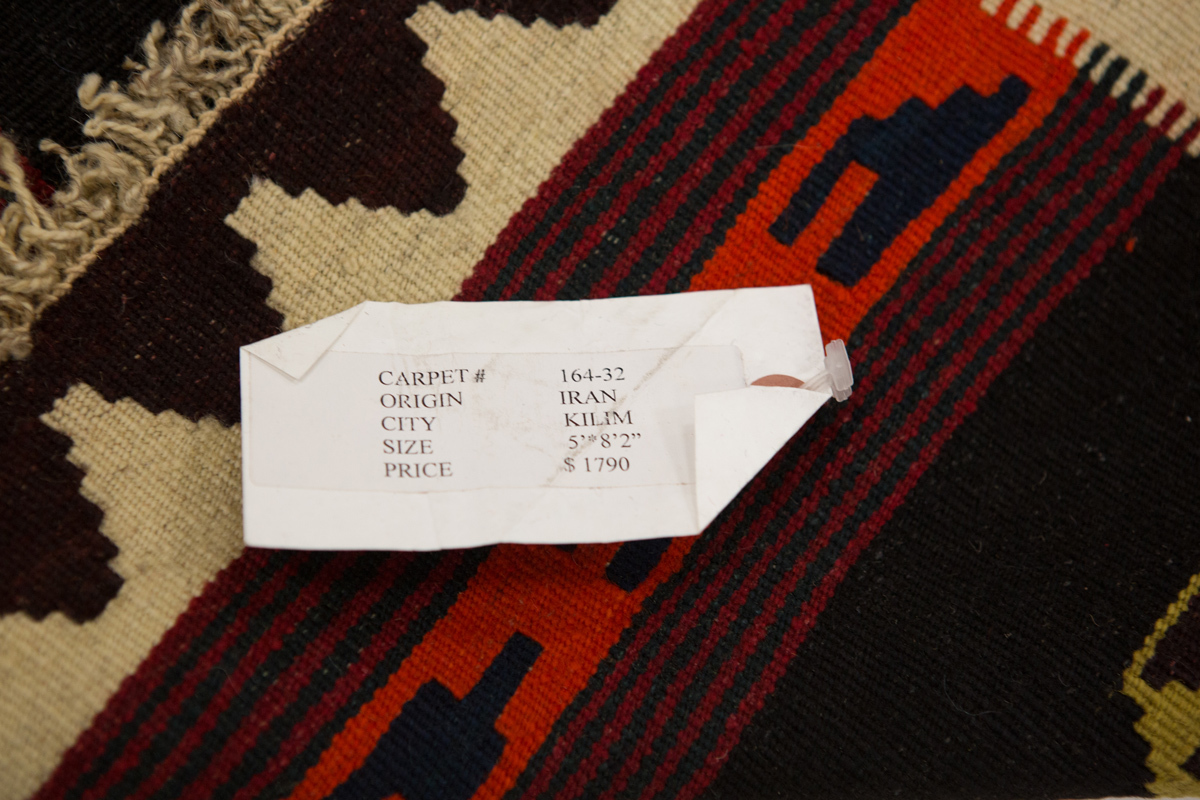 CARPET # 164-32
ORIGIN IRAN
CITY KILIM
SIZE 5'*8'2"
PRICE $ 1790